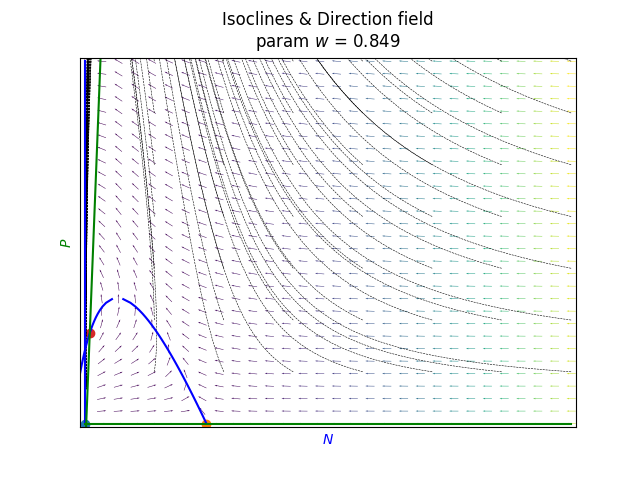 Isoclines & Direction field
param w = 0.849
P
N